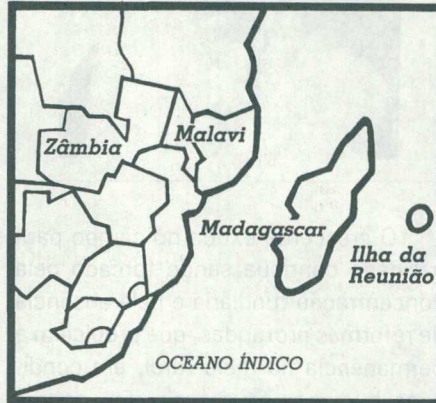 Zâmbia
Malavi
Madagascar
Ilha da
Reunião
OCEANO ÍNDICO